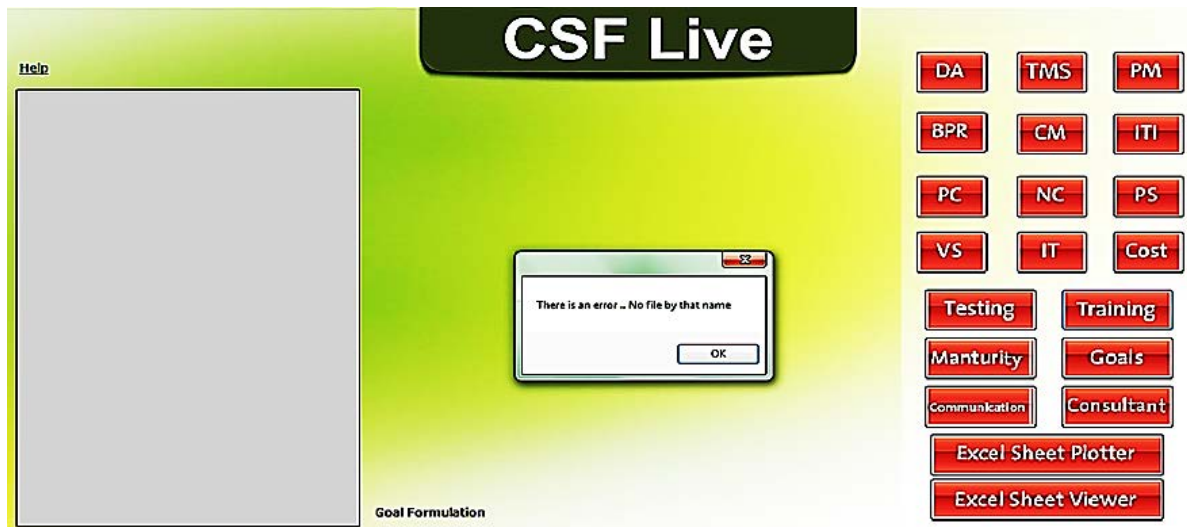 CSF Live
Help
DA TMS PM
BPR CM ITI
PC NC PS
VS IT Cost
There is an error .. No file by that name
OK
Testing Training
Manturity Goals
Communication Consultant
Excel Sheet Plotter
Excel Sheet Viewer
Goal Formulation